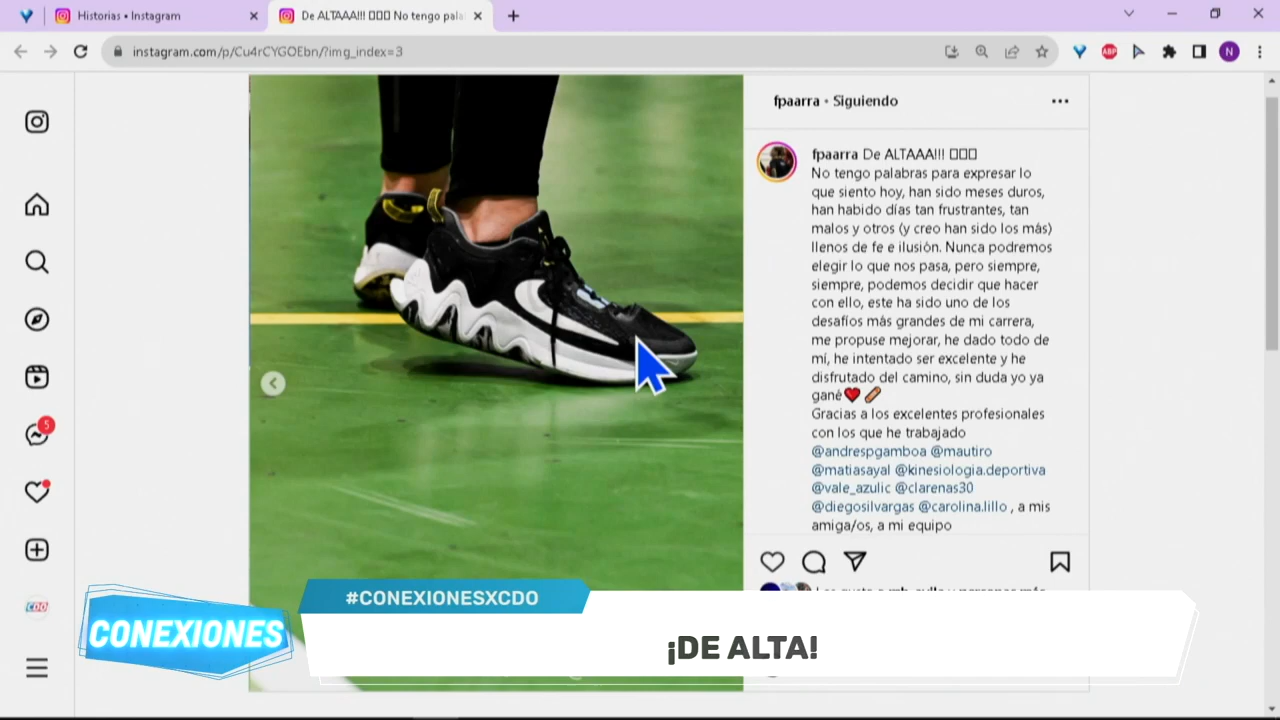 Historias • Instagram
De ALTAAA!!! □□□ No tengo pala
instagram.com/p/Cu4rCYGOEbn/?img_index=3
ABP
N
fpaarra • Siguiendo
fpaarra De ALTAAA!!! □□□
No tengo palabras para expresar lo
que siento hoy, han sido meses duros,
han habido días tan frustrantes, tan
malos y otros (y creo han sido los más)
llenos de fe e ilusión. Nunca podremos
elegir lo que nos pasa, pero siempre,
siempre, podemos decidir que hacer
con ello, este ha sido uno de los
desafíos más grandes de mi carrera,
me propuse mejorar, he dado todo de
mí, he intentado ser excelente y he
disfrutado del camino, sin duda yo ya
gané❤️ 🩹
Gracias a los excelentes profesionales
con los que he trabajado
@andrespgamboa @mautiro
@matiasayal @kinesiologia.deportiva
@vale_azulic @clarenas30
@diegosilvargas @carolina.lillo , a mis
amiga/os, a mi equipo
5
CDO
#CONEXIONESXCDO
CONEXIONES
¡DE ALTA!